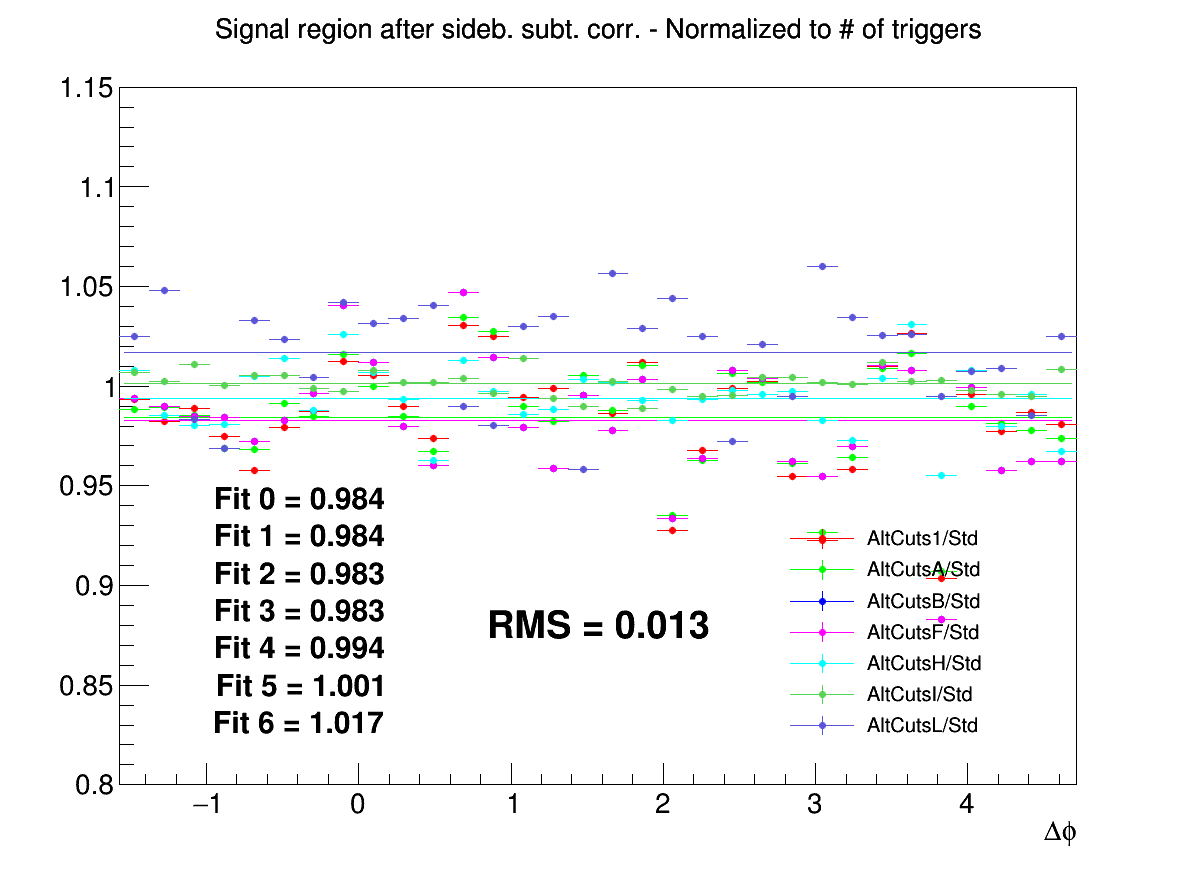 Signal region after sideb. subt. corr. - Normalized to # of triggers
1.15
1.1
1.05
1
0.95
0.9
0.85
0.8
Fit 0 = 0.984
Fit 1 = 0.984
Fit 2 = 0.983
Fit 3 = 0.983
Fit 4 = 0.994
Fit 5 = 1.001
Fit 6 = 1.017
RMS = 0.013
AltCuts1/Std
AltCutsA/Std
AltCutsB/Std
AltCutsF/Std
AltCutsH/Std
AltCutsI/Std
AltCutsL/Std
−1 0 1 2 3 4
Δϕ